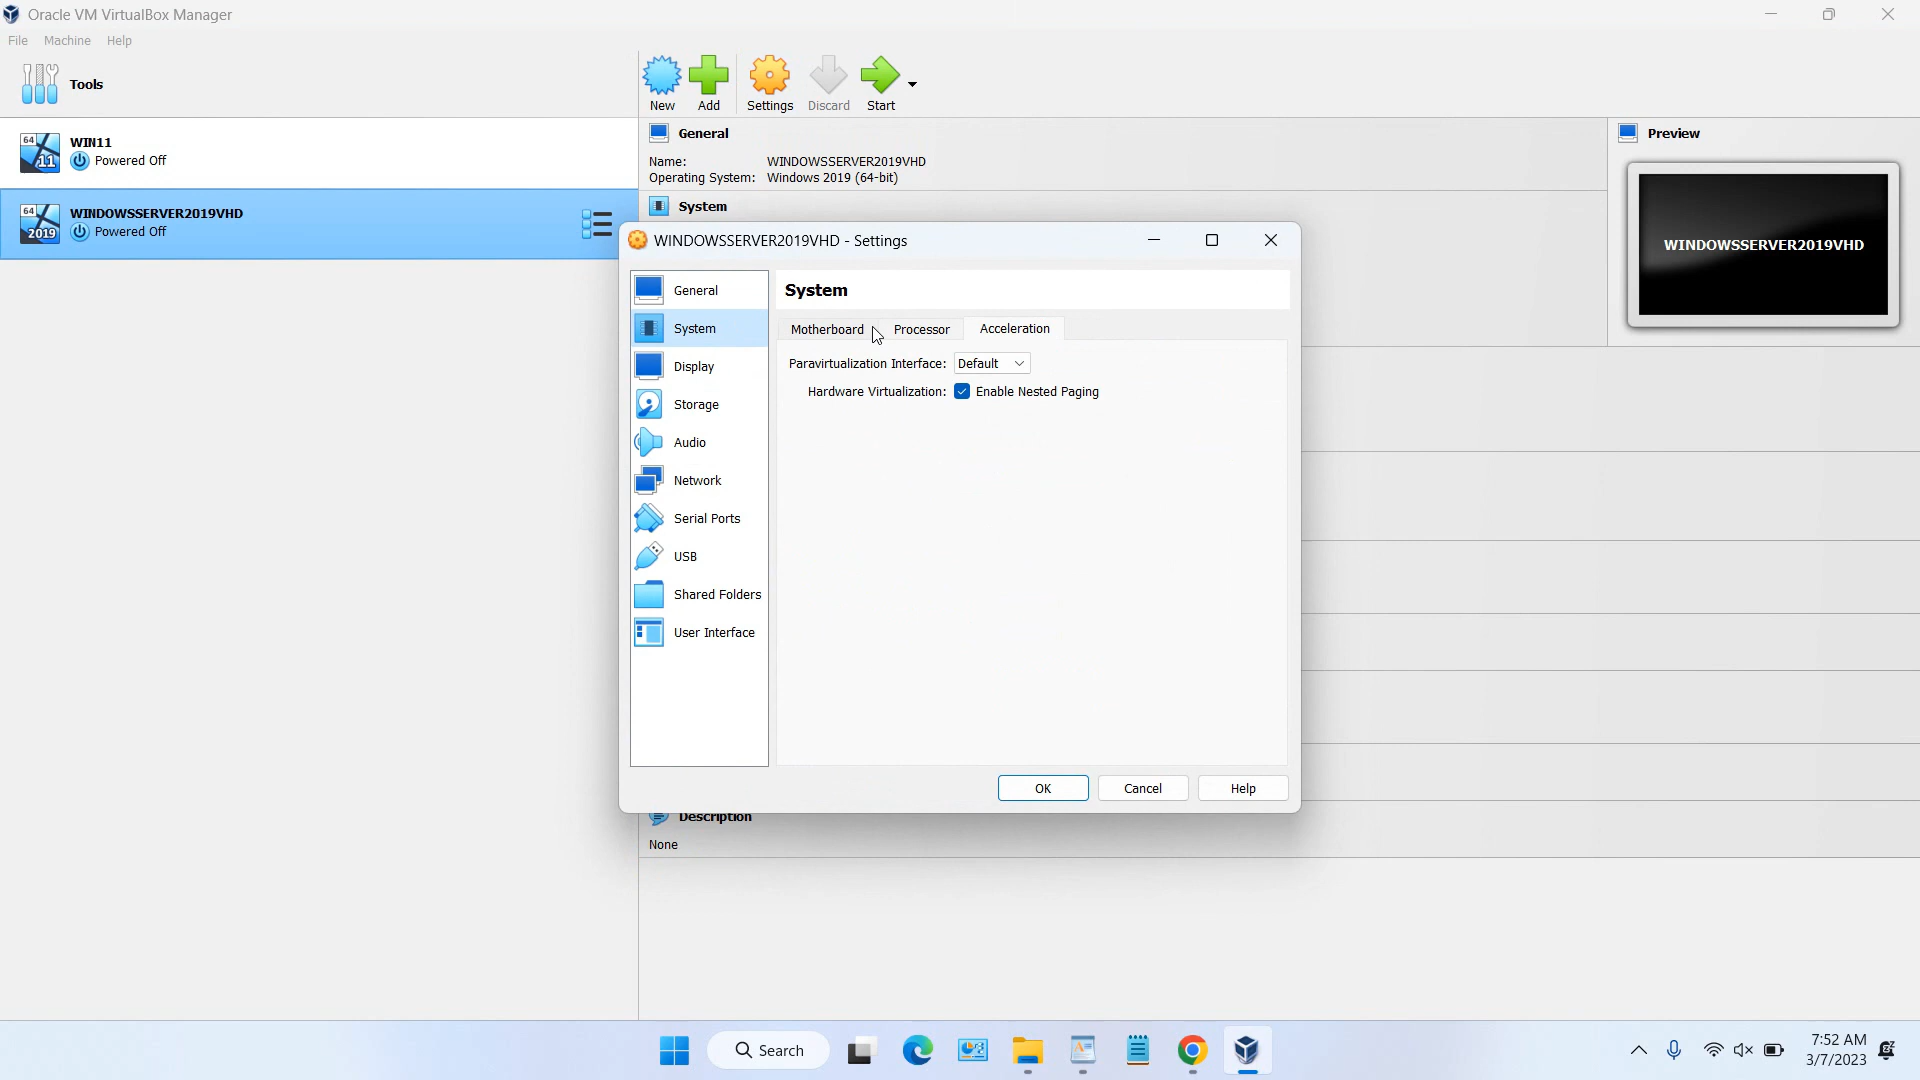 Oracle VM VirtualBox Manager
File Machine Help
Tools
New Add Settings Discard Start
64
11
WIN11
Powered Off
64
2019
WINDOWSSERVER2019VHD
Powered Off
General
Name: WINDOWSSERVER2019VHD
Operating System: Windows 2019 (64-bit)
System
Preview
WINDOWSSERVER2019VHD
WINDOWSSERVER2019VHD - Settings
General
System
Display
Storage
Audio
Network
Serial Ports
USB
Shared Folders
User Interface
System
Motherboard Processor Acceleration
Paravirtualization Interface: Default
Hardware Virtualization: Enable Nested Paging
OK Cancel Help
Description
None
Search
7:52 AM
3/7/2023